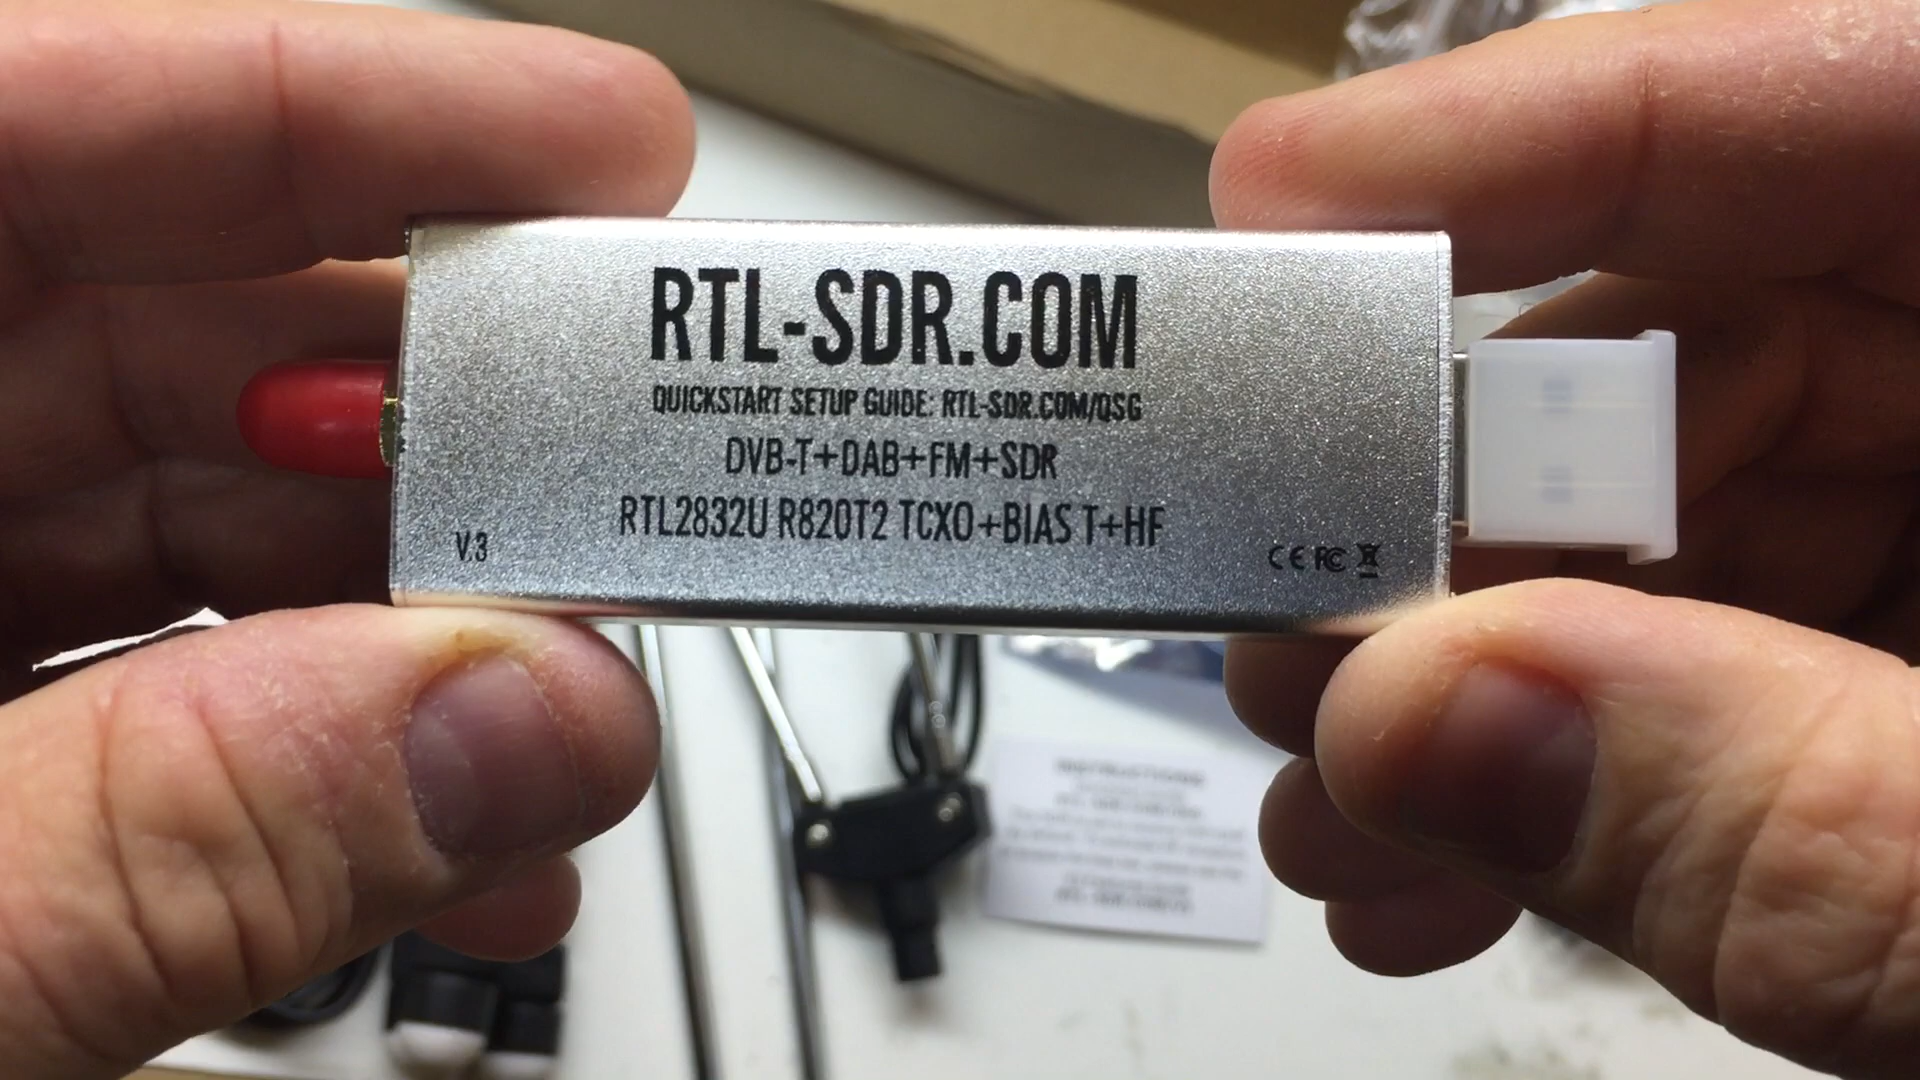 RTL-SDR.COM
QUICKSTART SETUP GUIDE: RTL-SDR.COM/QSG
DVB-T+DAB+FM+SDR
RTL2832U R820T2 TCXO+BIAS T+HF
V.3
CE FC
INSTRUCTIONS